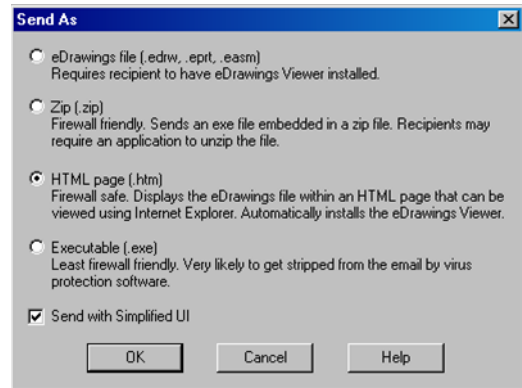 Send As
eDrawings file (.edrw, .eprt, .easm)
Requires recipient to have eDrawings Viewer installed.
Zip (.zip)
Firewall friendly. Sends an exe file embedded in a zip file. Recipients may
require an application to unzip the file.
HTML page (.htm)
Firewall safe. Displays the eDrawings file within an HTML page that can be
viewed using Internet Explorer. Automatically installs the eDrawings Viewer.
Executable (.exe)
Least firewall friendly. Very likely to get stripped from the email by virus
protection software.
Send with Simplified UI
OK Cancel Help